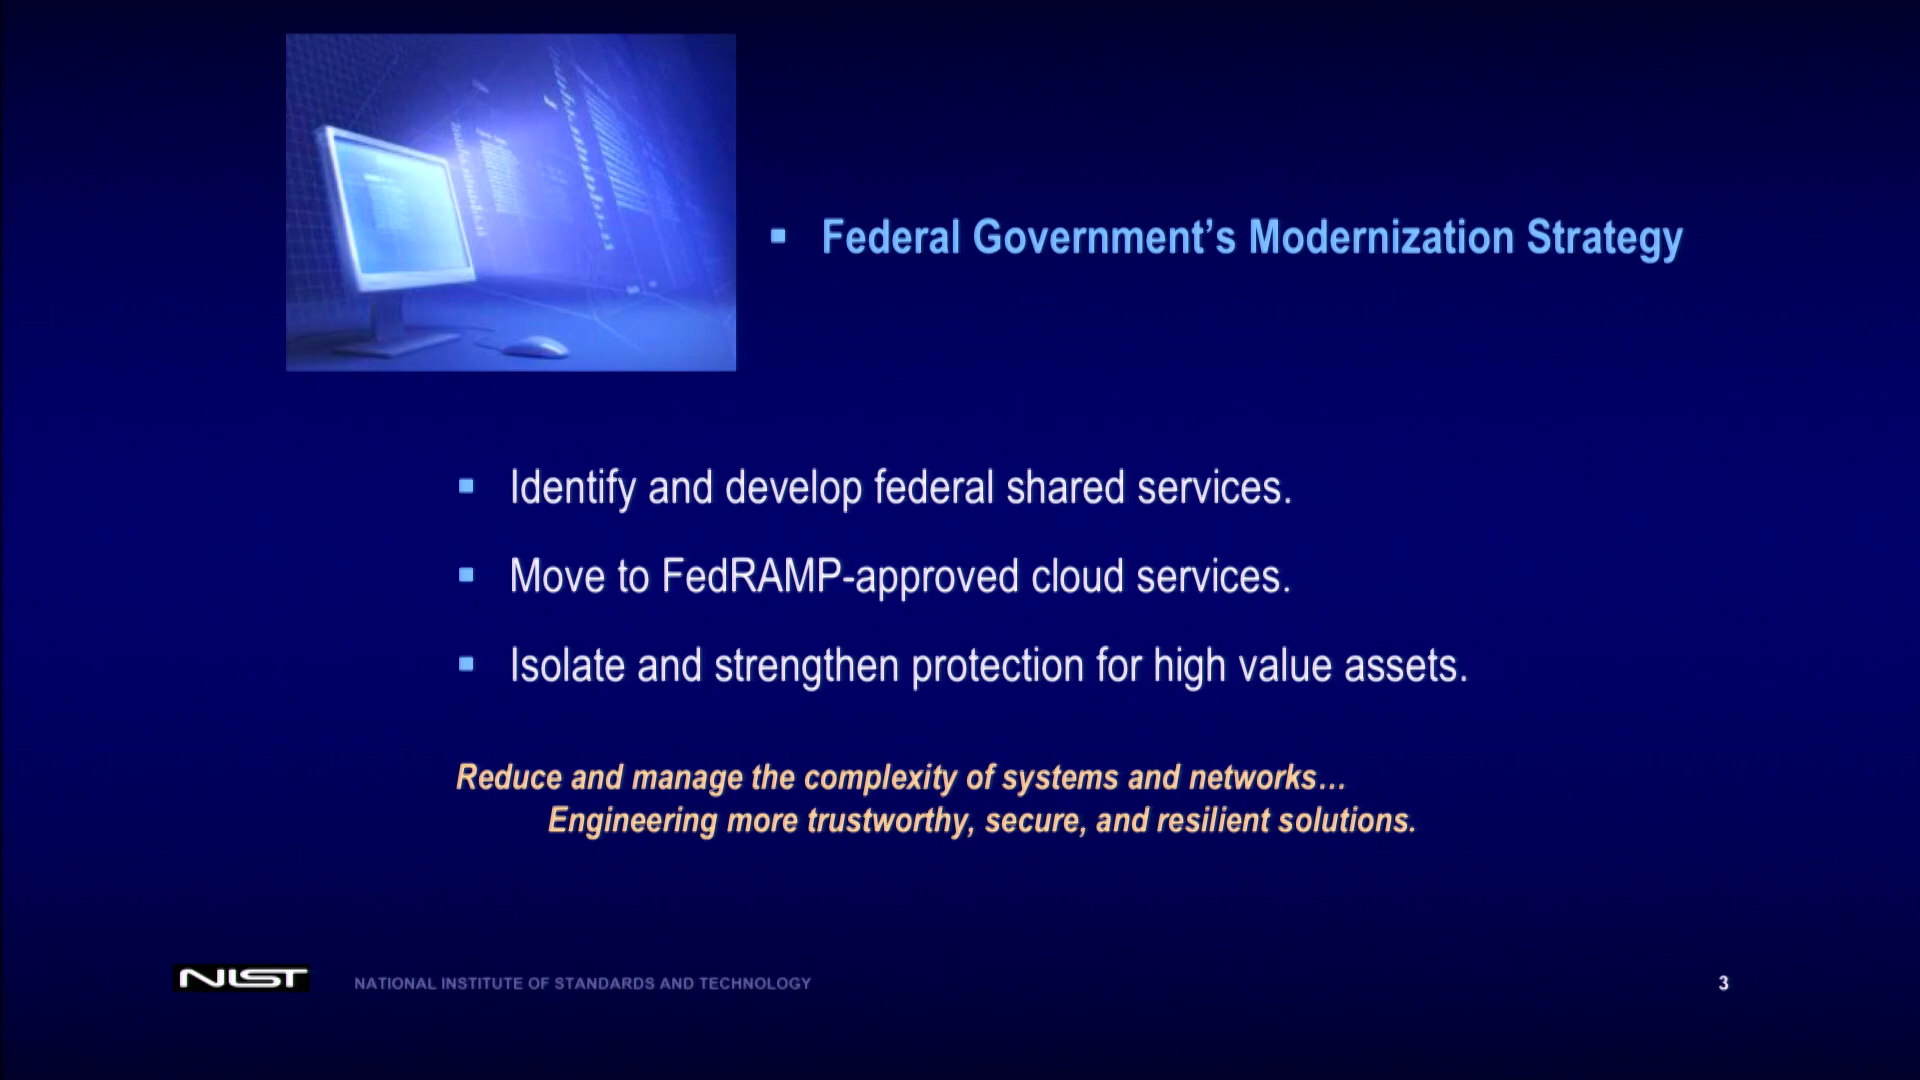 Federal Government’s Modernization Strategy
Identify and develop federal shared services.
Move to FedRAMP-approved cloud services.
Isolate and strengthen protection for high value assets.
Reduce and manage the complexity of systems and networks…
Engineering more trustworthy, secure, and resilient solutions.
NIST NATIONAL INSTITUTE OF STANDARDS AND TECHNOLOGY 3